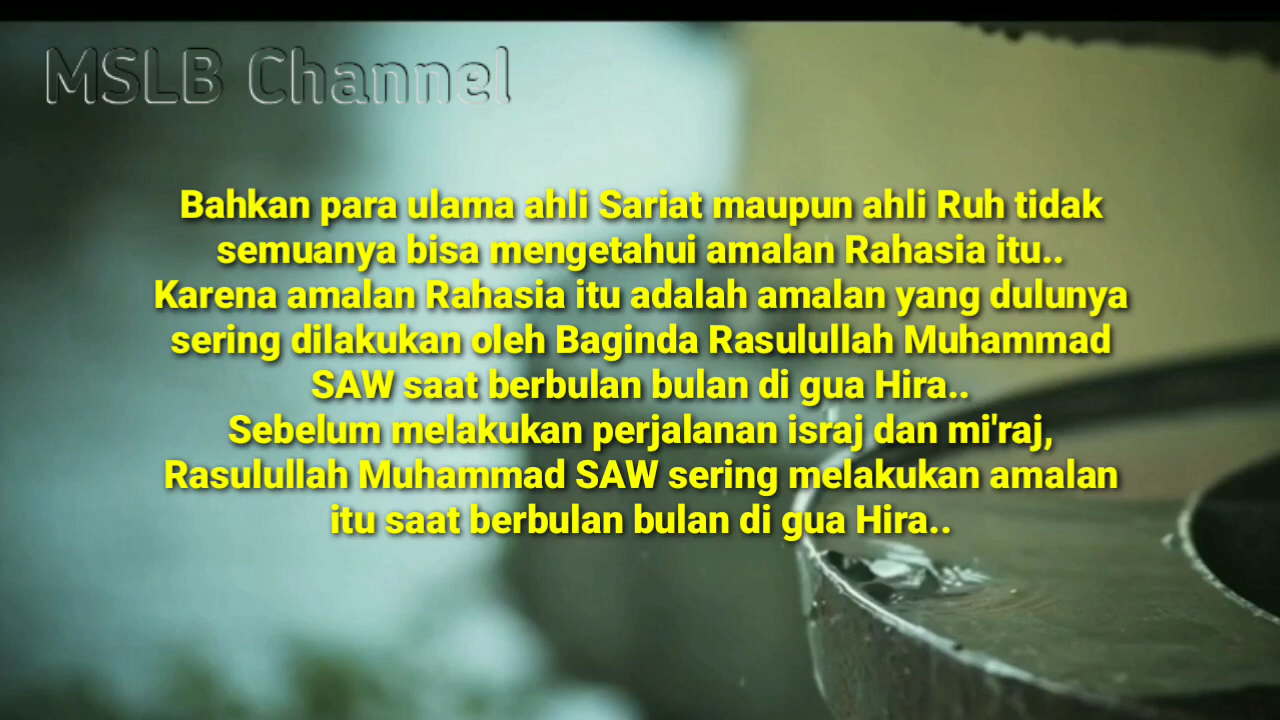 MSLB Channel
Bahkan para ulama ahli Sariat maupun ahli Ruh tidak
semuanya bisa mengetahui amalan Rahasia itu..
Karena amalan Rahasia itu adalah amalan yang dulunya
sering dilakukan oleh Baginda Rasulullah Muhammad
SAW saat berbulan bulan di gua Hira..
Sebelum melakukan perjalanan israj dan mi'raj,
Rasulullah Muhammad SAW sering melakukan amalan
itu saat berbulan bulan di gua Hira..